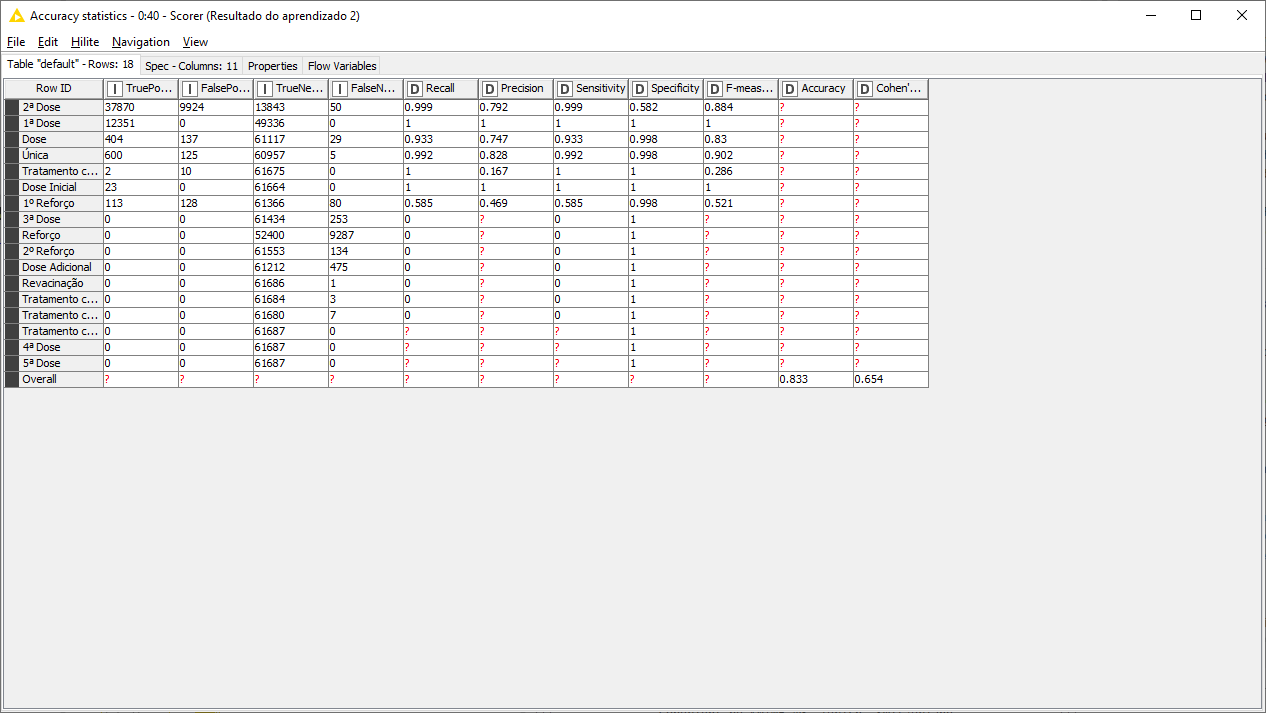 Accuracy statistics - 0:40 - Scorer (Resultado do aprendizado 2)
File Edit Hilite Navigation View
Table "default" - Rows: 18 Spec - Columns: 11 Properties Flow Variables
Row ID I TruePo... I FalsePo... I TrueNe... I FalseN... D Recall D Precision D Sensitivity D Specificity D F-meas... D Accuracy D Cohen'...
2ª Dose 37870 9924 13843 50 0.999 0.792 0.999 0.582 0.884 ? ?
1ª Dose 12351 0 49336 0 1 1 1 1 1 ? ?
Dose 404 137 61117 29 0.933 0.747 0.933 0.998 0.83 ? ?
Única 600 125 60957 5 0.992 0.828 0.992 0.998 0.902 ? ?
Tratamento c... 2 10 61675 0 1 0.167 1 1 0.286 ? ?
Dose Inicial 23 0 61664 0 1 1 1 1 1 ? ?
1º Reforço 113 128 61366 80 0.585 0.469 0.585 0.998 0.521 ? ?
3ª Dose 0 0 61434 253 0 ? 0 1 ? ? ?
Reforço 0 0 52400 9287 0 ? 0 1 ? ? ?
2º Reforço 0 0 61553 134 0 ? 0 1 ? ? ?
Dose Adicional 0 0 61212 475 0 ? 0 1 ? ? ?
Revacinação 0 0 61686 1 0 ? 0 1 ? ? ?
Tratamento c... 0 0 61684 3 0 ? 0 1 ? ? ?
Tratamento c... 0 0 61680 7 0 ? 0 1 ? ? ?
Tratamento c... 0 0 61687 0 ? ? ? 1 ? ? ?
4ª Dose 0 0 61687 0 ? ? ? 1 ? ? ?
5ª Dose 0 0 61687 0 ? ? ? 1 ? ? ?
Overall ? ? ? ? ? ? ? ? ? 0.833 0.654